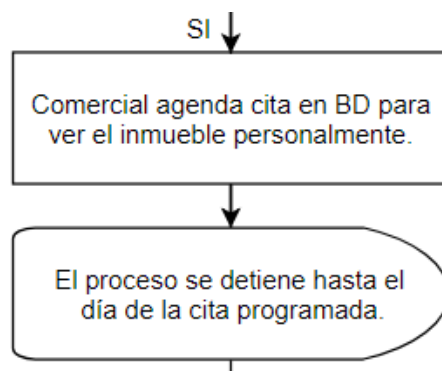 SI
Comercial agenda cita en BD para
ver el inmueble personalmente.
El proceso se detiene hasta el
día de la cita programada.